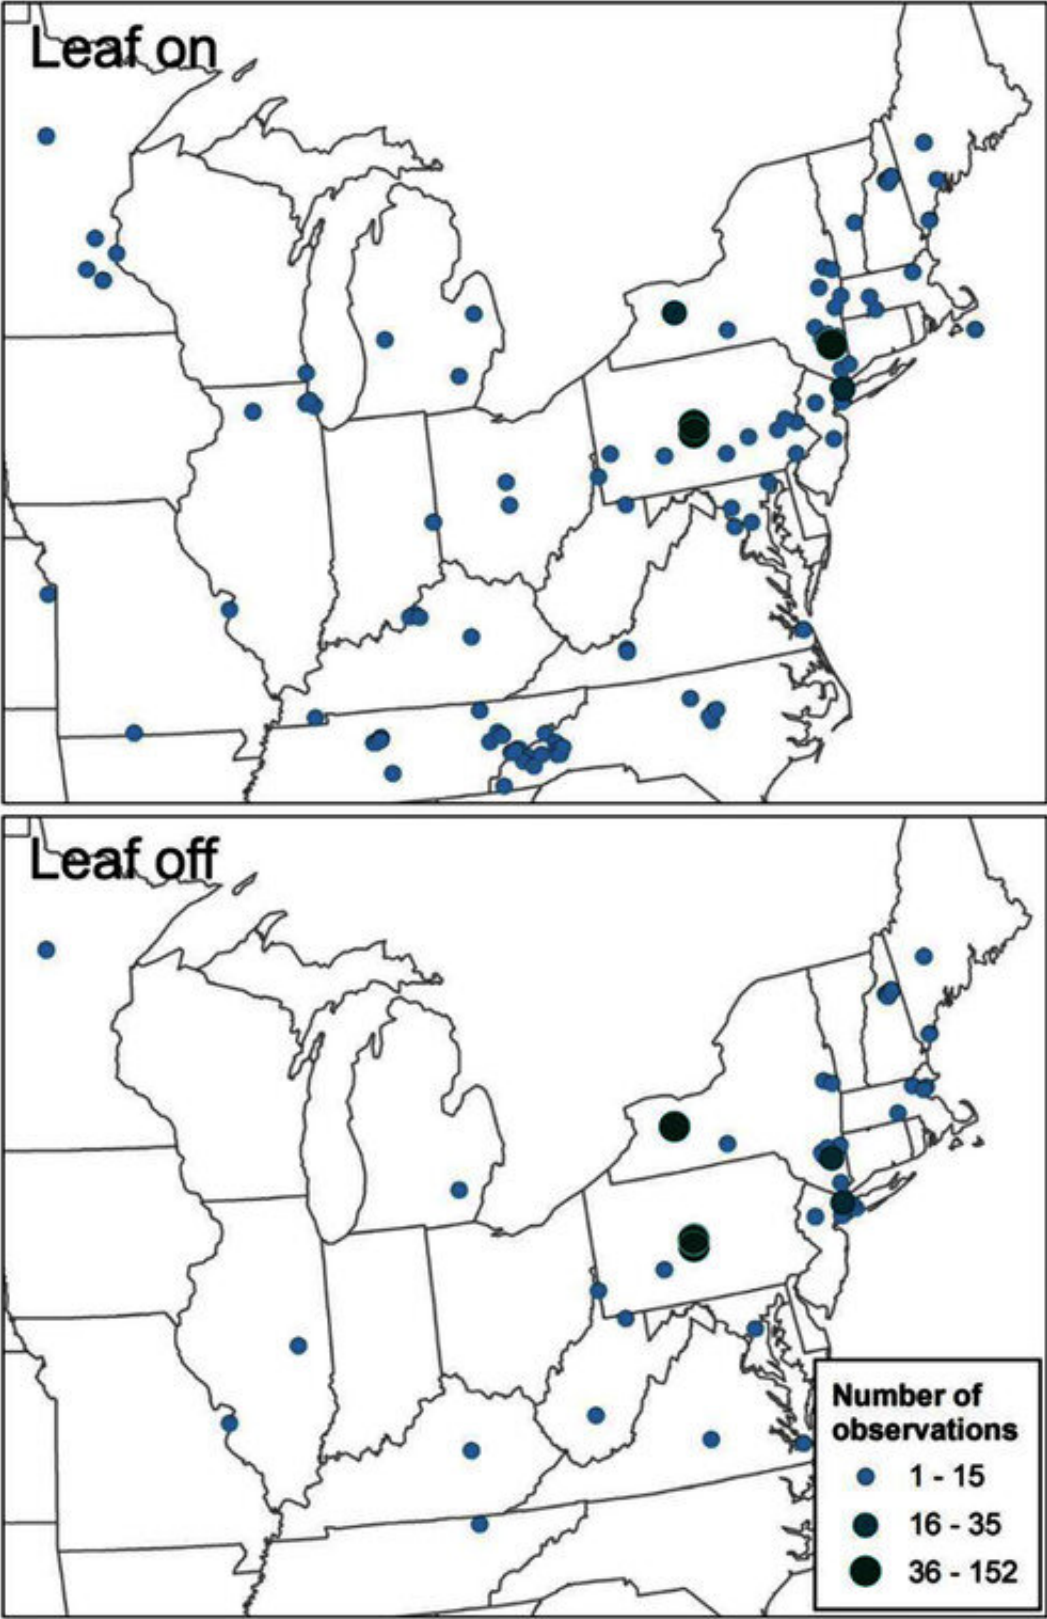 Leaf on
Leaf off
Number of
observations
1 - 15
16 - 35
36 - 152